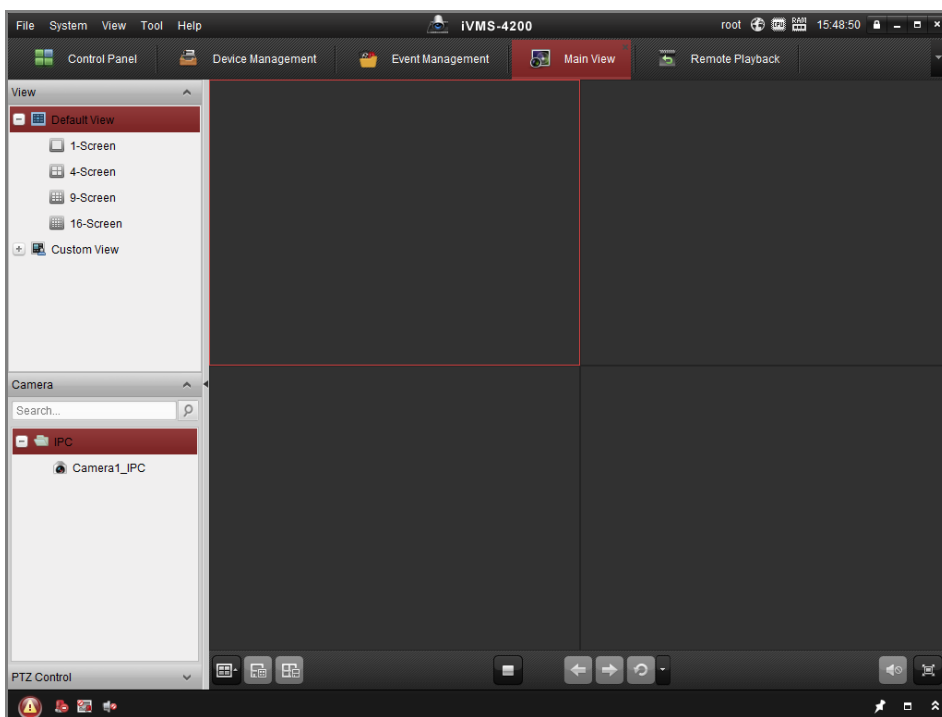 File System View Tool Help iVMS-4200 root CPU RAM 15:48:50
Control Panel Device Management Event Management Main View Remote Playback
View
Default View
1-Screen
4-Screen
9-Screen
16-Screen
Custom View
Camera
Search...
IPC
Camera1_IPC
PTZ Control